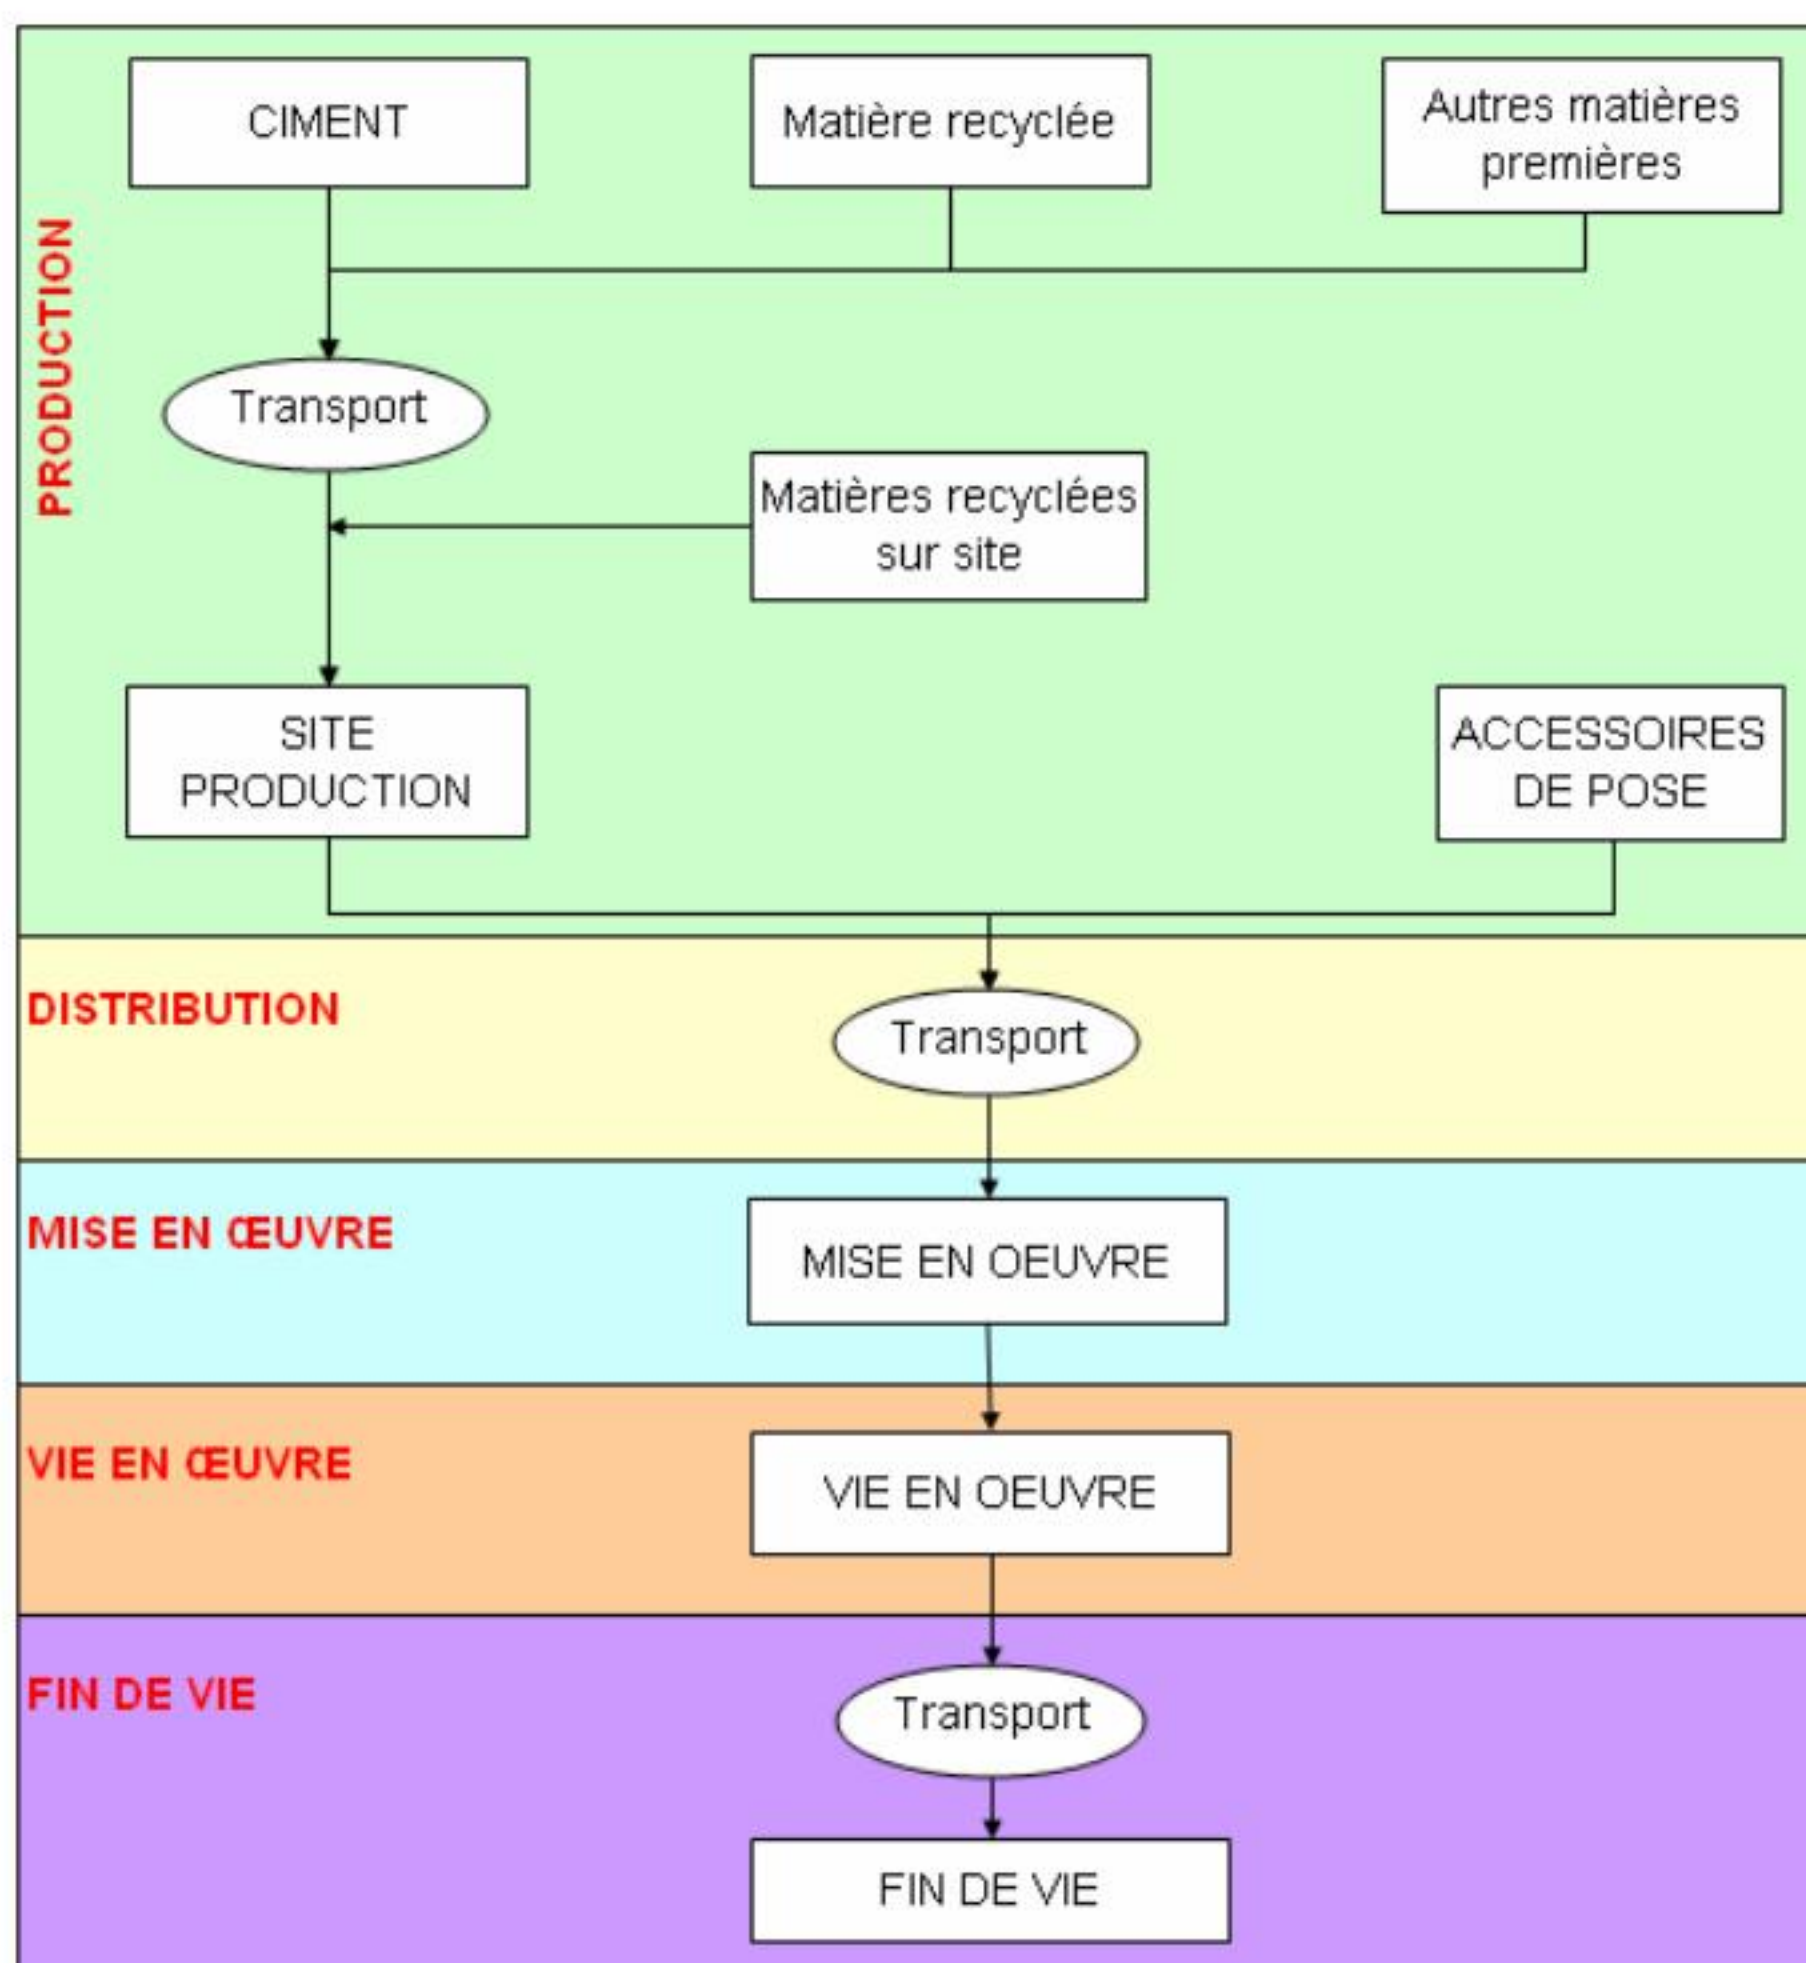 CIMENT
Matière recyclée
Autres matières
premières
PRODUCTION
Transport
Matières recyclées
sur site
SITE
PRODUCTION
ACCESSOIRES
DE POSE
DISTRIBUTION
Transport
MISE EN ŒUVRE
MISE EN OEUVRE
VIE EN ŒUVRE
VIE EN OEUVRE
FIN DE VIE
Transport
FIN DE VIE